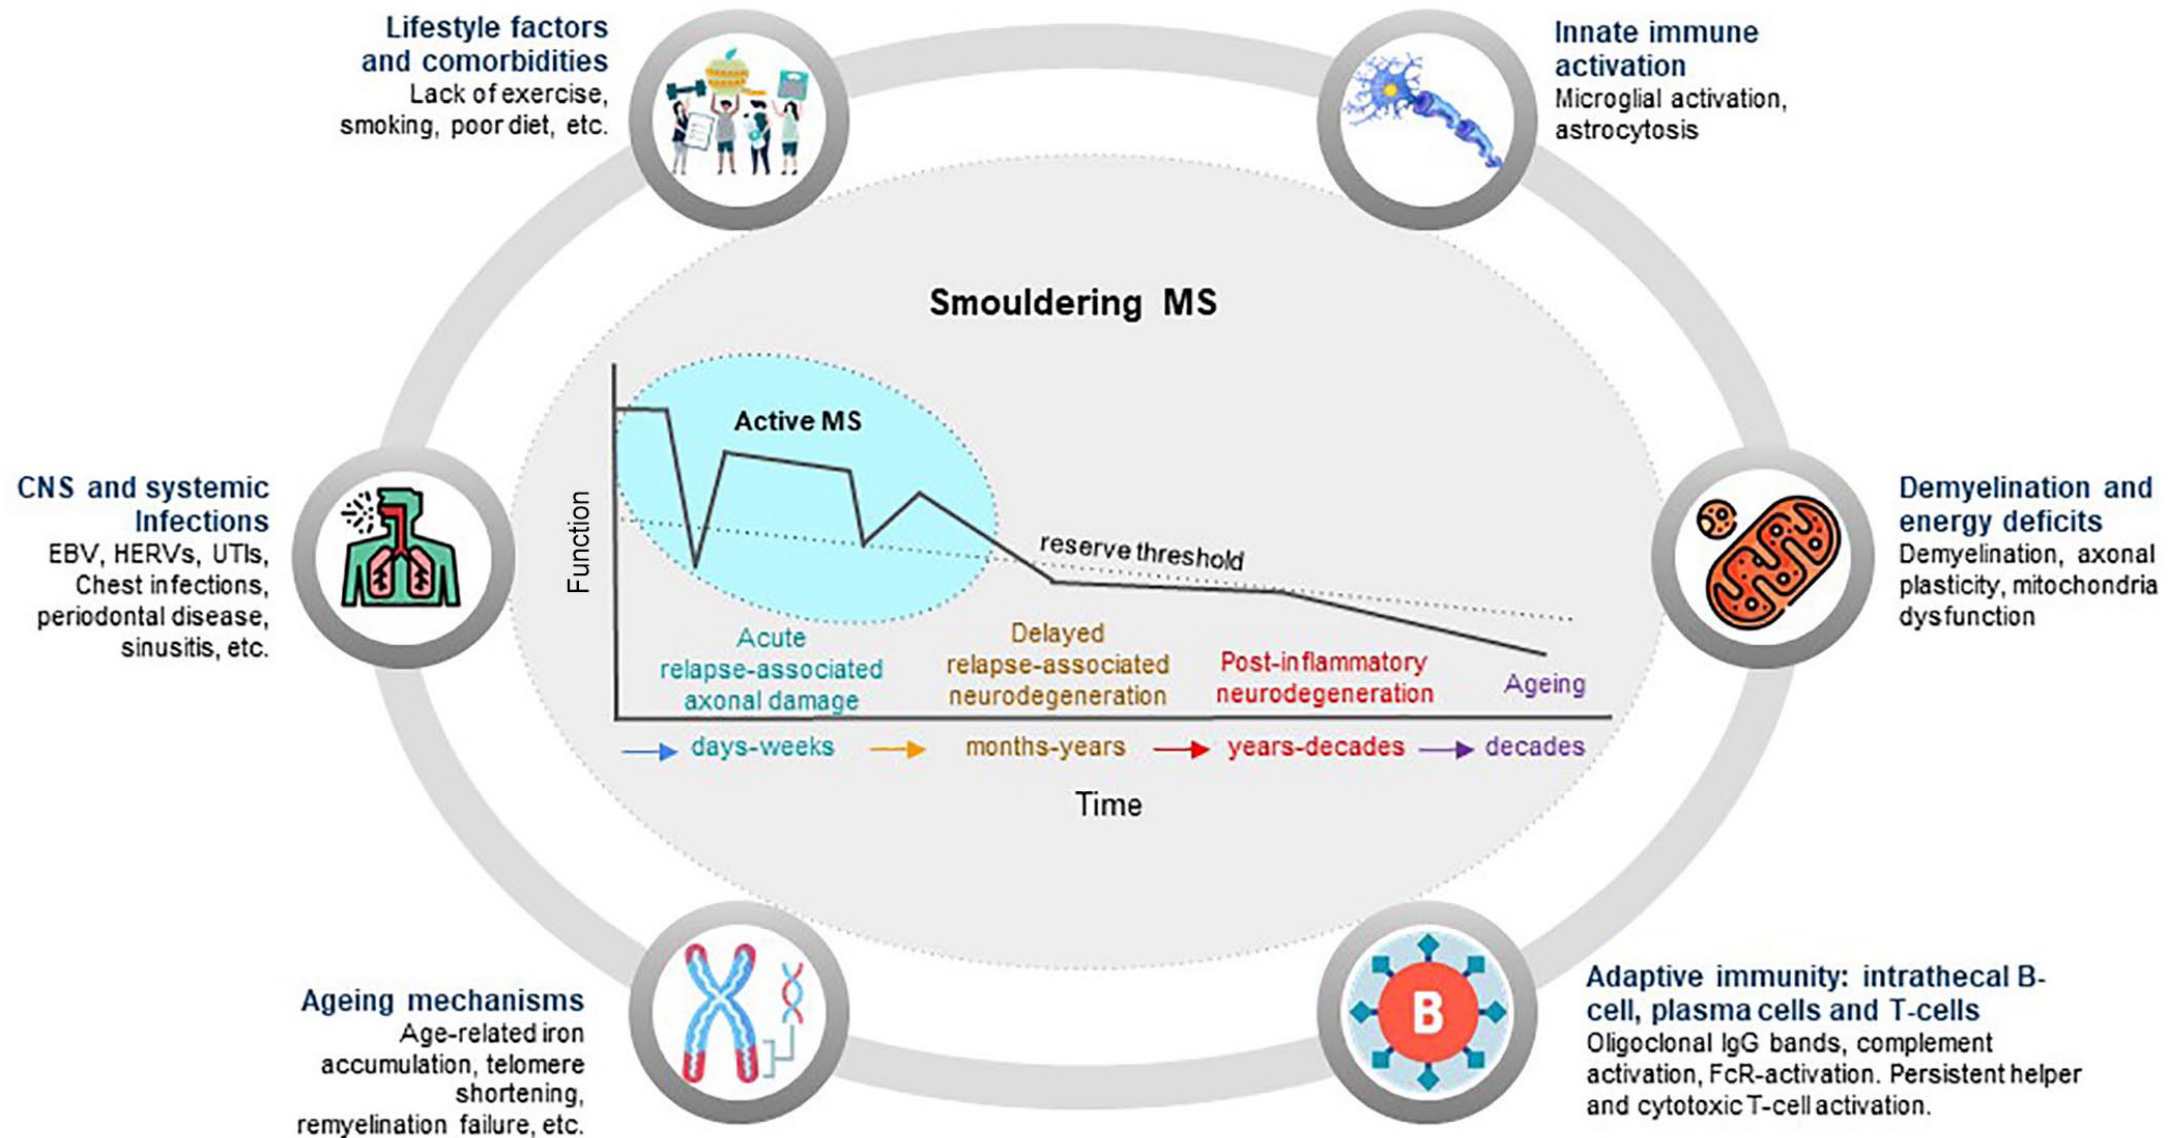 Lifestyle factors
and comorbidities
Lack of exercise,
smoking, poor diet, etc.
Innate immune
activation
Microglial activation,
astrocytosis
Smouldering MS
Active MS
Function
reserve threshold
Acute
relapse-associated
axonal damage
Delayed
relapse-associated
neurodegeneration
Post-inflammatory
neurodegeneration
Ageing
days-weeks
months-years
years-decades
decades
Time
CNS and systemic
Infections
EBV, HERVs, UTIs,
Chest infections,
periodontal disease,
sinusitis, etc.
Demyelination and
energy deficits
Demyelination, axonal
plasticity, mitochondria
dysfunction
Ageing mechanisms
Age-related iron
accumulation, telomere
shortening,
remyelination failure, etc.
B
Adaptive immunity: intrathecal B-
cell, plasma cells and T-cells
Oligoclonal IgG bands, complement
activation, FcR-activation. Persistent helper
and cytotoxic T-cell activation.